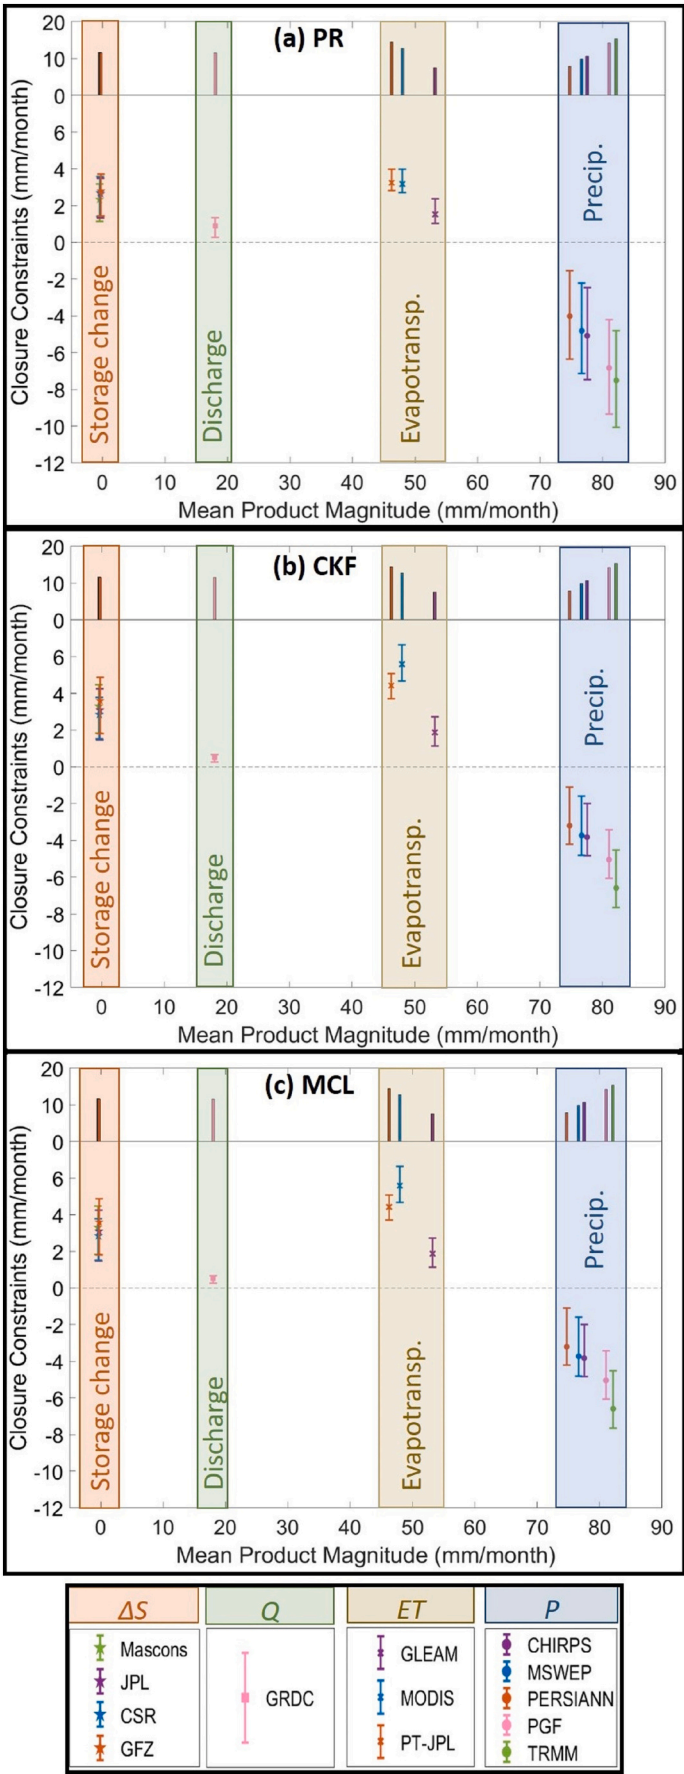 (a) PR
20
10
0
6
4
2
0
-2
-4
-6
-8
-10
-12
Closure Constraints (mm/month)
Storage change
Discharge
Evapotransp.
Precip.
0 10 20 30 40 50 60 70 80 90
Mean Product Magnitude (mm/month)
(b) CKF
20
10
0
6
4
2
0
-2
-4
-6
-8
-10
-12
Closure Constraints (mm/month)
Storage change
Discharge
Evapotransp.
Precip.
0 10 20 30 40 50 60 70 80 90
Mean Product Magnitude (mm/month)
(c) MCL
20
10
0
6
4
2
0
-2
-4
-6
-8
-10
-12
Closure Constraints (mm/month)
Storage change
Discharge
Evapotransp.
Precip.
0 10 20 30 40 50 60 70 80 90
Mean Product Magnitude (mm/month)
ΔS
Mascons
JPL
CSR
GFZ
Q
GRDC
ET
GLEAM
MODIS
PT-JPL
P
CHIRPS
MSWEP
PERSIANN
PGF
TRMM